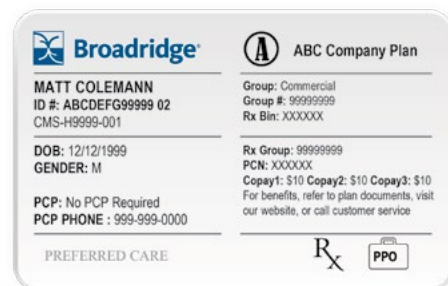 Broadridge®
MATT COLEMANN
ID #: ABCDEFG99999 02
CMS-H9999-001
DOB: 12/12/1999
GENDER: M
PCP: No PCP Required
PCP PHONE : 999-999-0000
PREFERRED CARE
A ABC Company Plan
Group: Commercial
Group #: 99999999
Rx Bin: XXXXXX
Rx Group: 99999999
PCN: XXXXXX
Copay1: $10 Copay2: $10 Copay3: $10
For benefits, refer to plan documents, visit
our website, or call customer service
Rx PPO